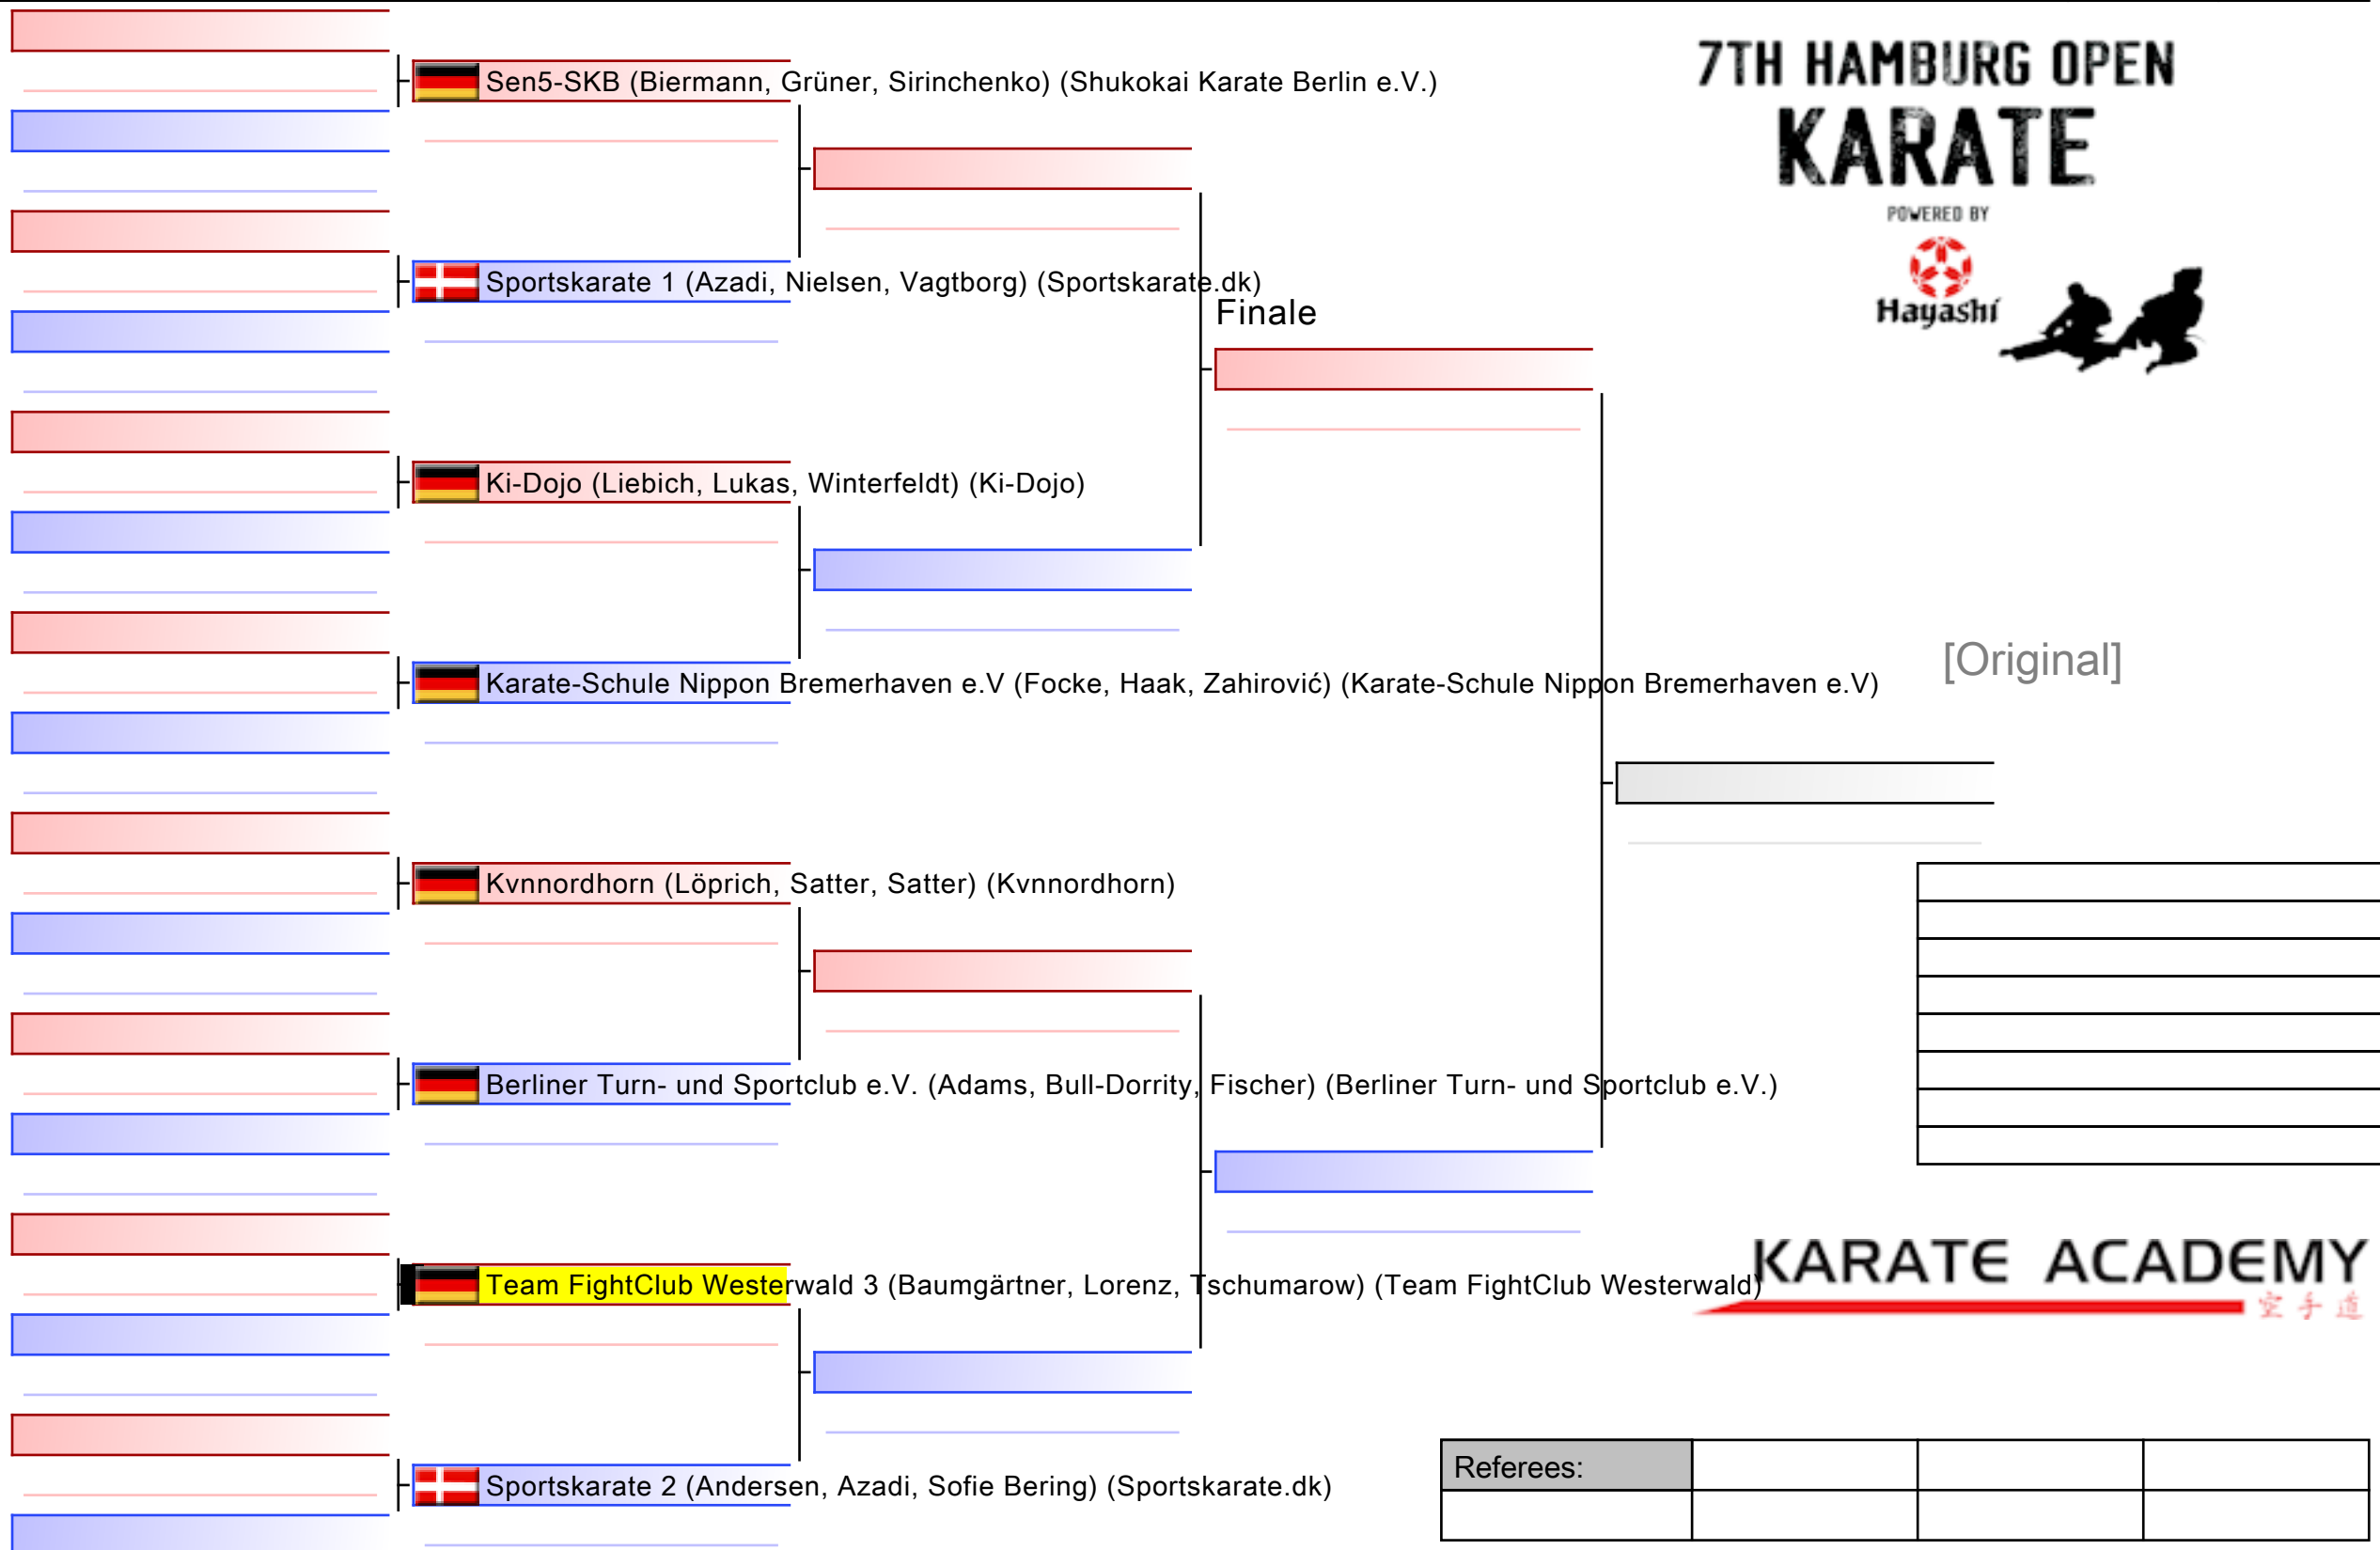 7TH HAMBURG OPEN
KARATE
POWERED BY
Hayashi
Sen5-SKB (Biermann, Grüner, Sirinchenko) (Shukokai Karate Berlin e.V.)
Sportskarate 1 (Azadi, Nielsen, Vagtborg) (Sportskarate.dk)
Finale
Ki-Dojo (Liebich, Lukas, Winterfeldt) (Ki-Dojo)
[Original]
Karate-Schule Nippon Bremerhaven e.V (Focke, Haak, Zahirović) (Karate-Schule Nippon Bremerhaven e.V)
Kvnnordhorn (Löprich, Satter, Satter) (Kvnnordhorn)
Berliner Turn- und Sportclub e.V. (Adams, Bull-Dorrity, Fischer) (Berliner Turn- und Sportclub e.V.)
Team FightClub Westerwald 3 (Baumgärtner, Lorenz, Tschumarow) (Team FightClub Westerwald)
KARATE ACADEMY
空手道
Sportskarate 2 (Andersen, Azadi, Sofie Bering) (Sportskarate.dk)
Referees: